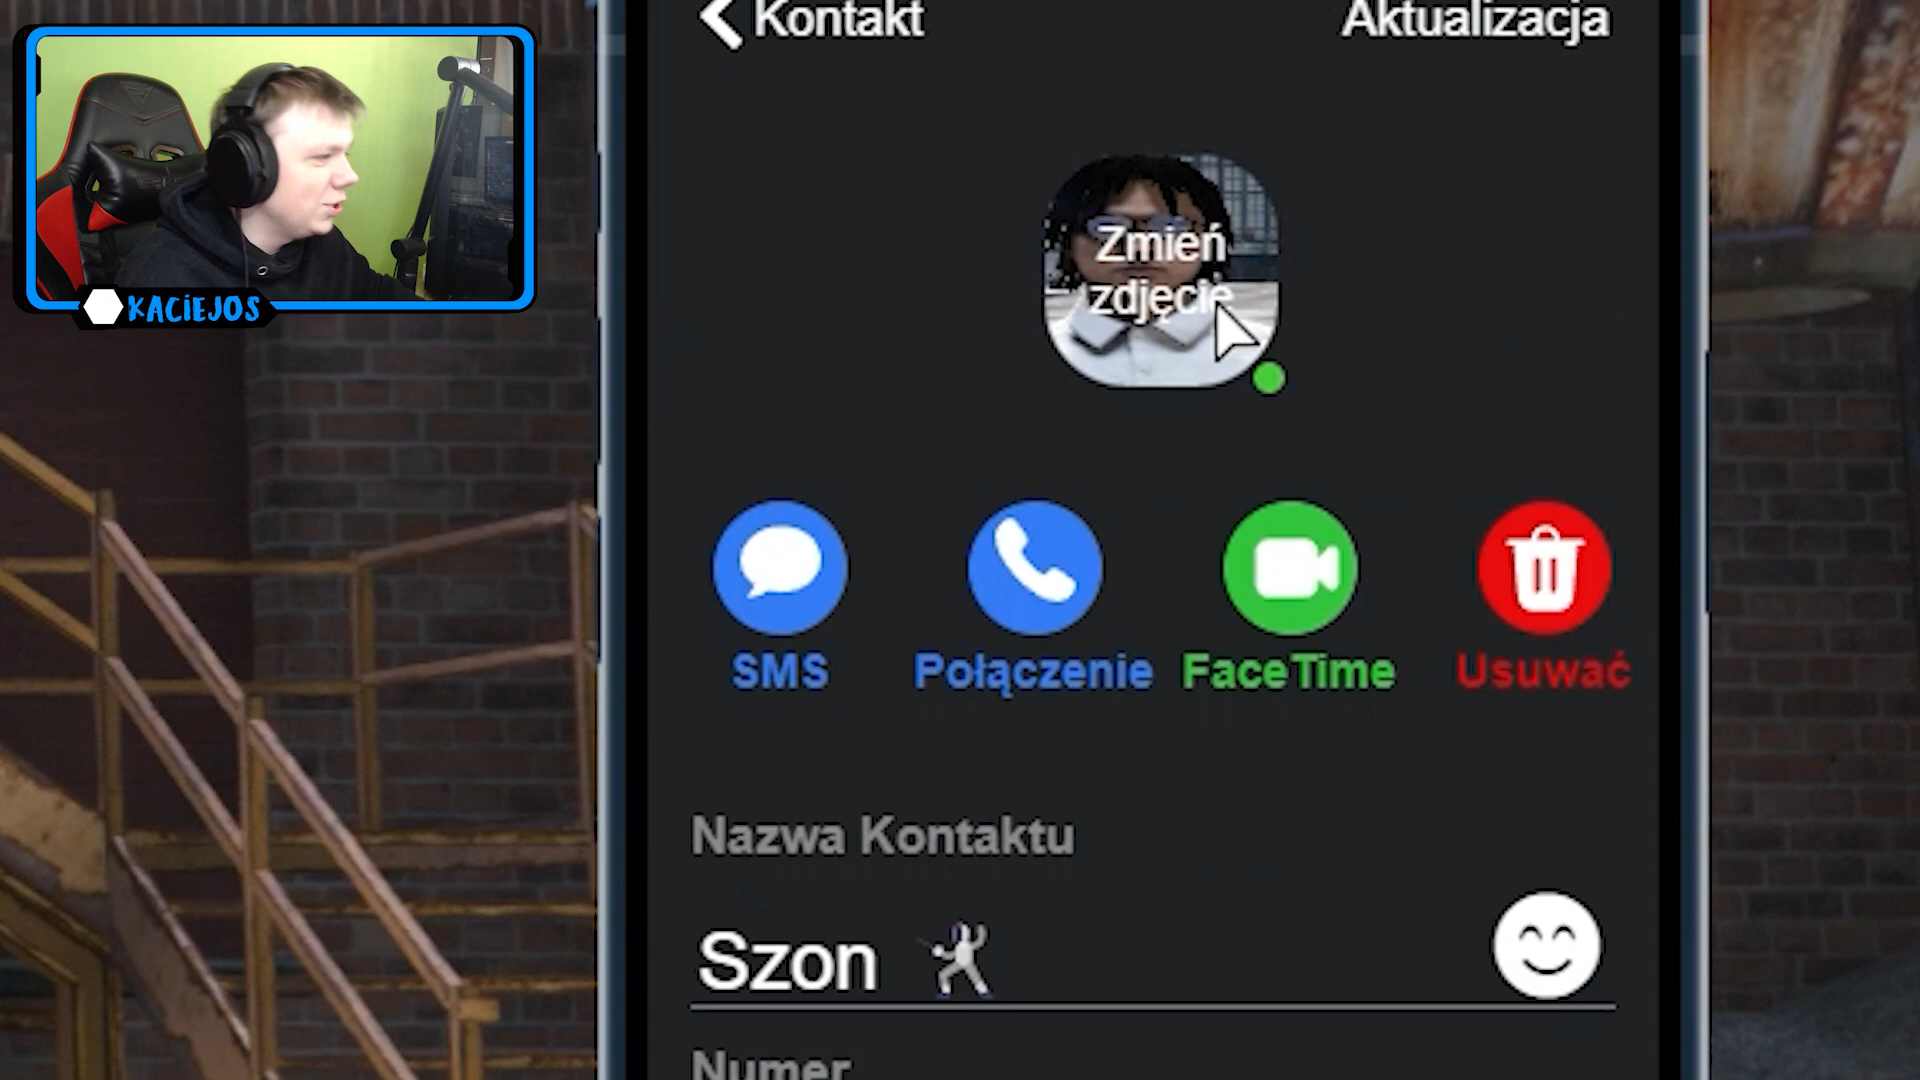 Kontakt
Aktualizacja
Zmień
zdjęcie
KACIEJOS
SMS
Połączenie
FaceTime
Usuwać
Nazwa Kontaktu
Szon
Numer